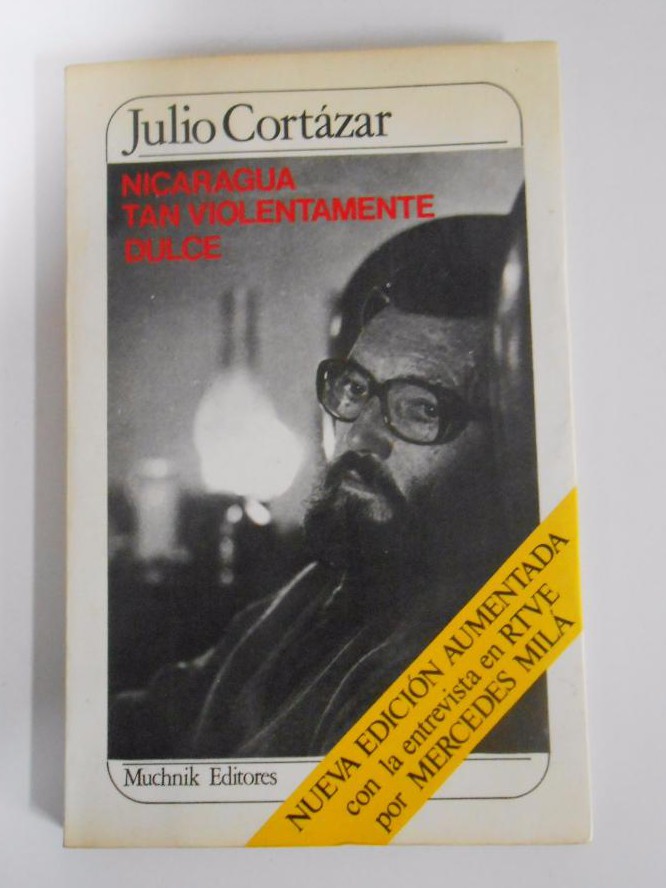 Julio Cortázar
NICARAGUA
TAN VIOLENTAMENTE
DULCE
NUEVA EDICIÓN AUMENTADA
con la entrevista en RTVE
por MERCEDES MILÁ
Muchnik Editores